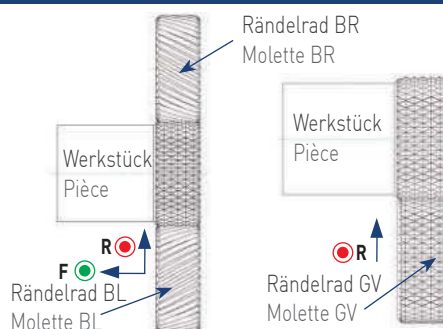 Rändelrad BR
Molette BR
Werkstück
Pièce
R
F
Rändelrad BL
Molette BL
Werkstück
Pièce
R
Rändelrad GV
Molette GV